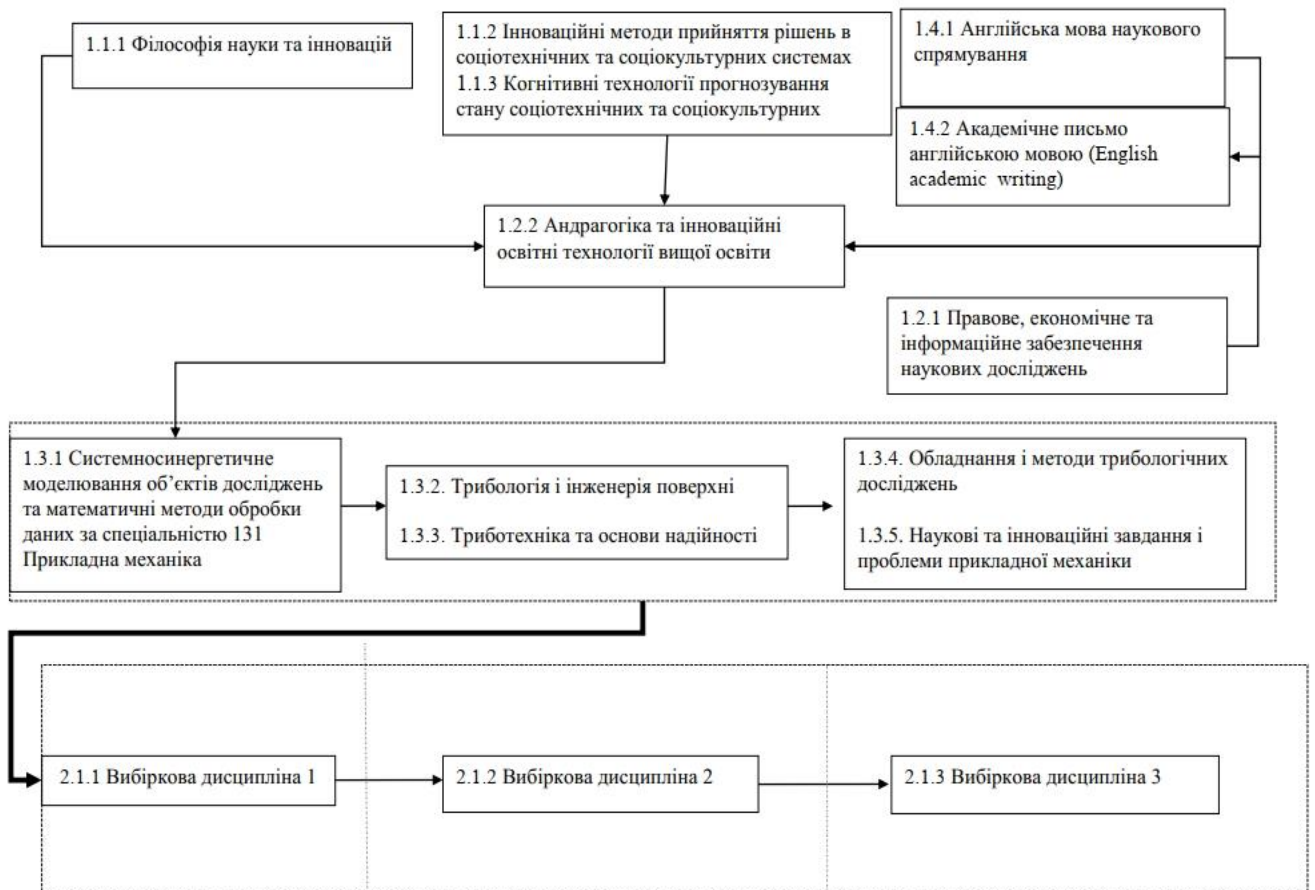 1.1.1 Філософія науки та інновацій
1.1.2 Інноваційні методи прийняття рішень в
соціотехнічних та соціокультурних системах
1.1.3 Когнітивні технології прогнозування
стану соціотехнічних та соціокультурних
1.4.1 Англійська мова наукового
спрямування
1.4.2 Академічне письмо
англійською мовою (English
academic writing)
1.2.2 Андрагогіка та інноваційні
освітні технології вищої освіти
1.2.1 Правове, економічне та
інформаційне забезпечення
наукових досліджень
1.3.1 Системносинергетичне
моделювання об’єктів досліджень
та математичні методи обробки
даних за спеціальністю 131
Прикладна механіка
1.3.2. Трибологія і інженерія поверхні
1.3.3. Триботехніка та основи надійності
1.3.4. Обладнання і методи трибологічних
досліджень
1.3.5. Наукові та інноваційні завдання і
проблеми прикладної механіки
2.1.1 Вибіркова дисципліна 1
2.1.2 Вибіркова дисципліна 2
2.1.3 Вибіркова дисципліна 3